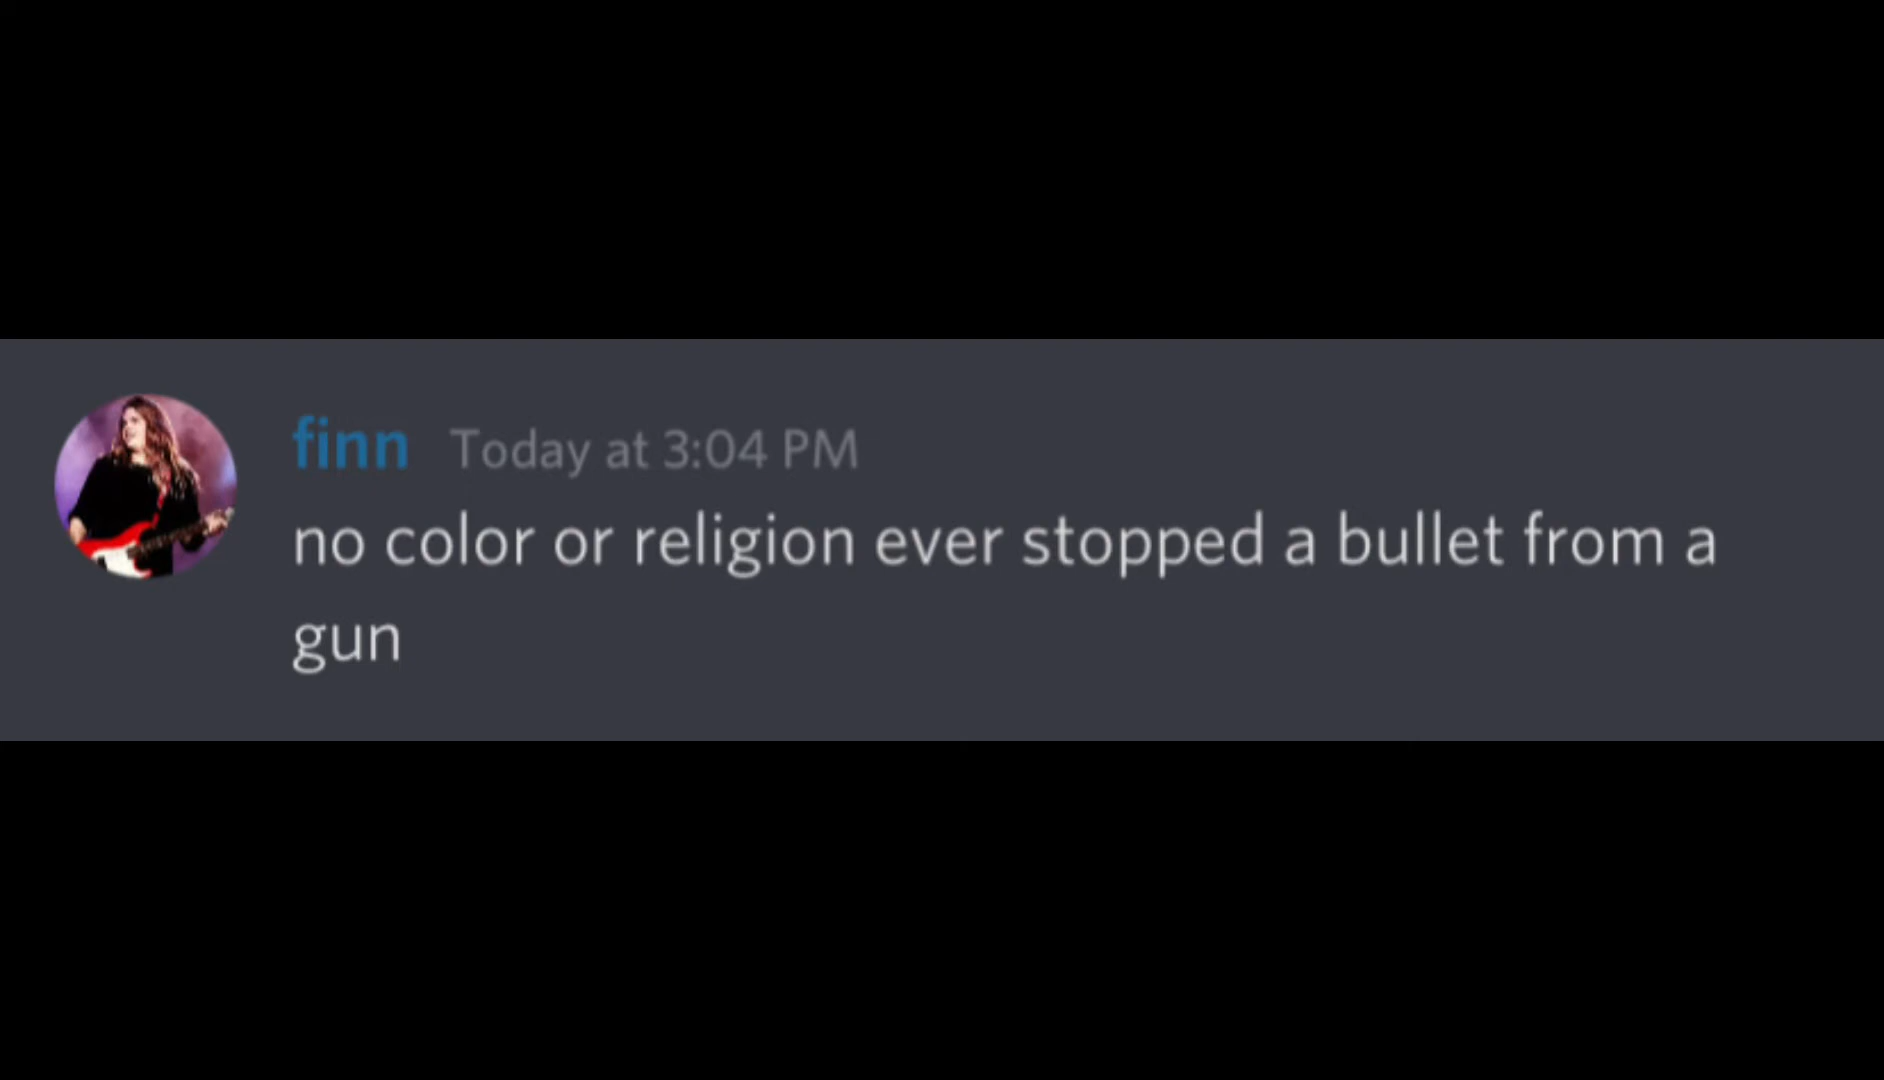 finn Today at 3:04 PM
no color or religion ever stopped a bullet from a
gun